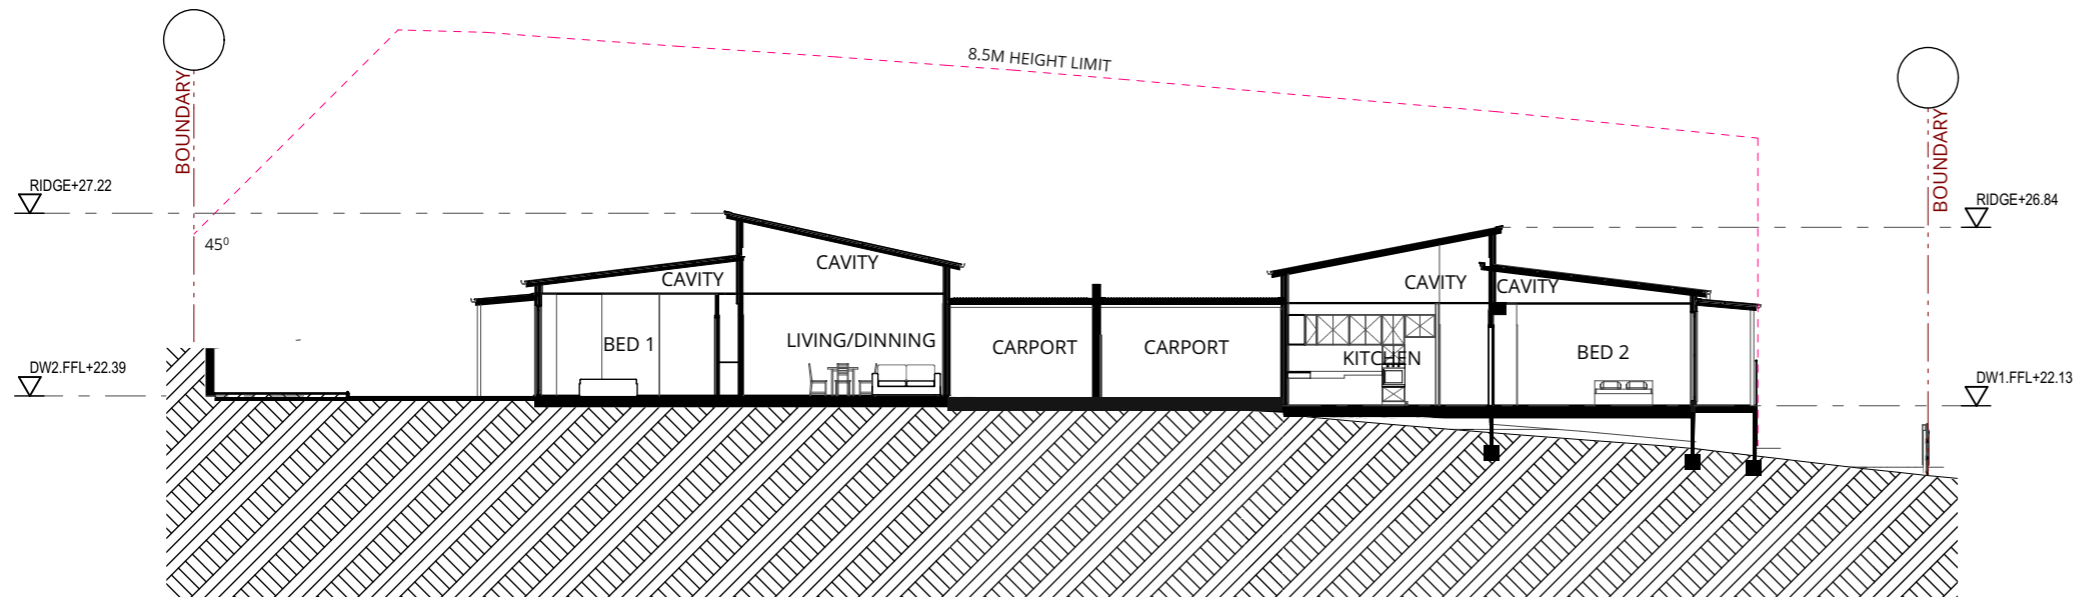 8.5M HEIGHT LIMIT
BOUNDARY
BOUNDARY
RIDGE+27.22
RIDGE+26.84
45⁰
CAVITY
CAVITY
CAVITY
CAVITY
BED 1
LIVING/DINNING
CARPORT
CARPORT
KITCHEN
BED 2
DW2.FFL+22.39
DW1.FFL+22.13